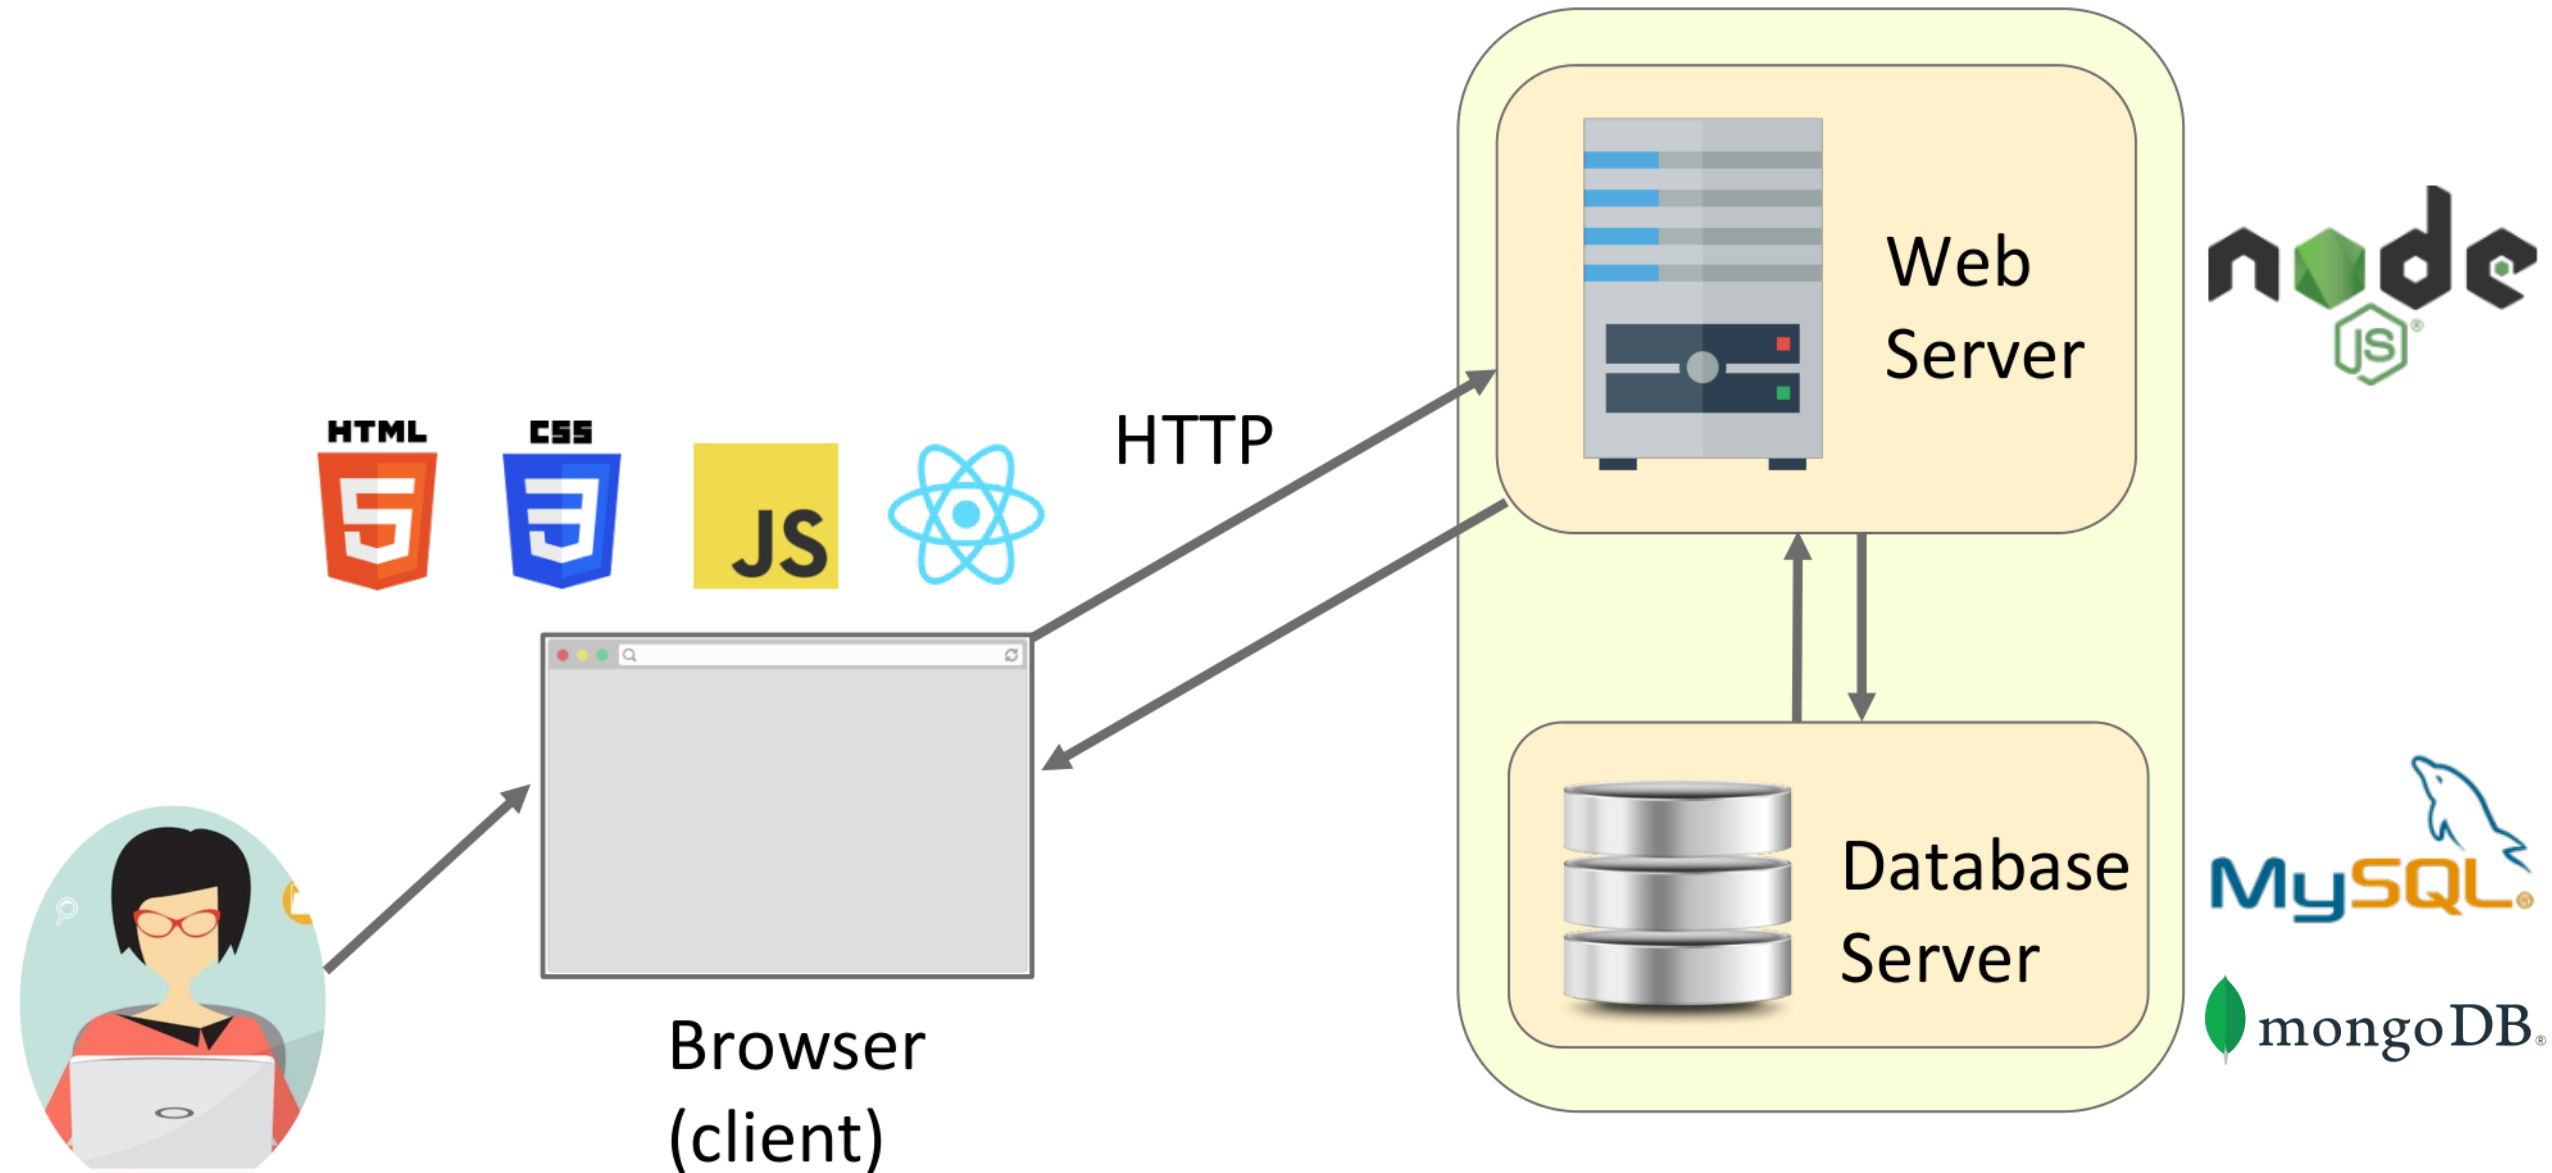 HTML
CSS
JS
HTTP
Web
Server
node
JS®
Browser
(client)
Database
Server
MySQL®
mongoDB®